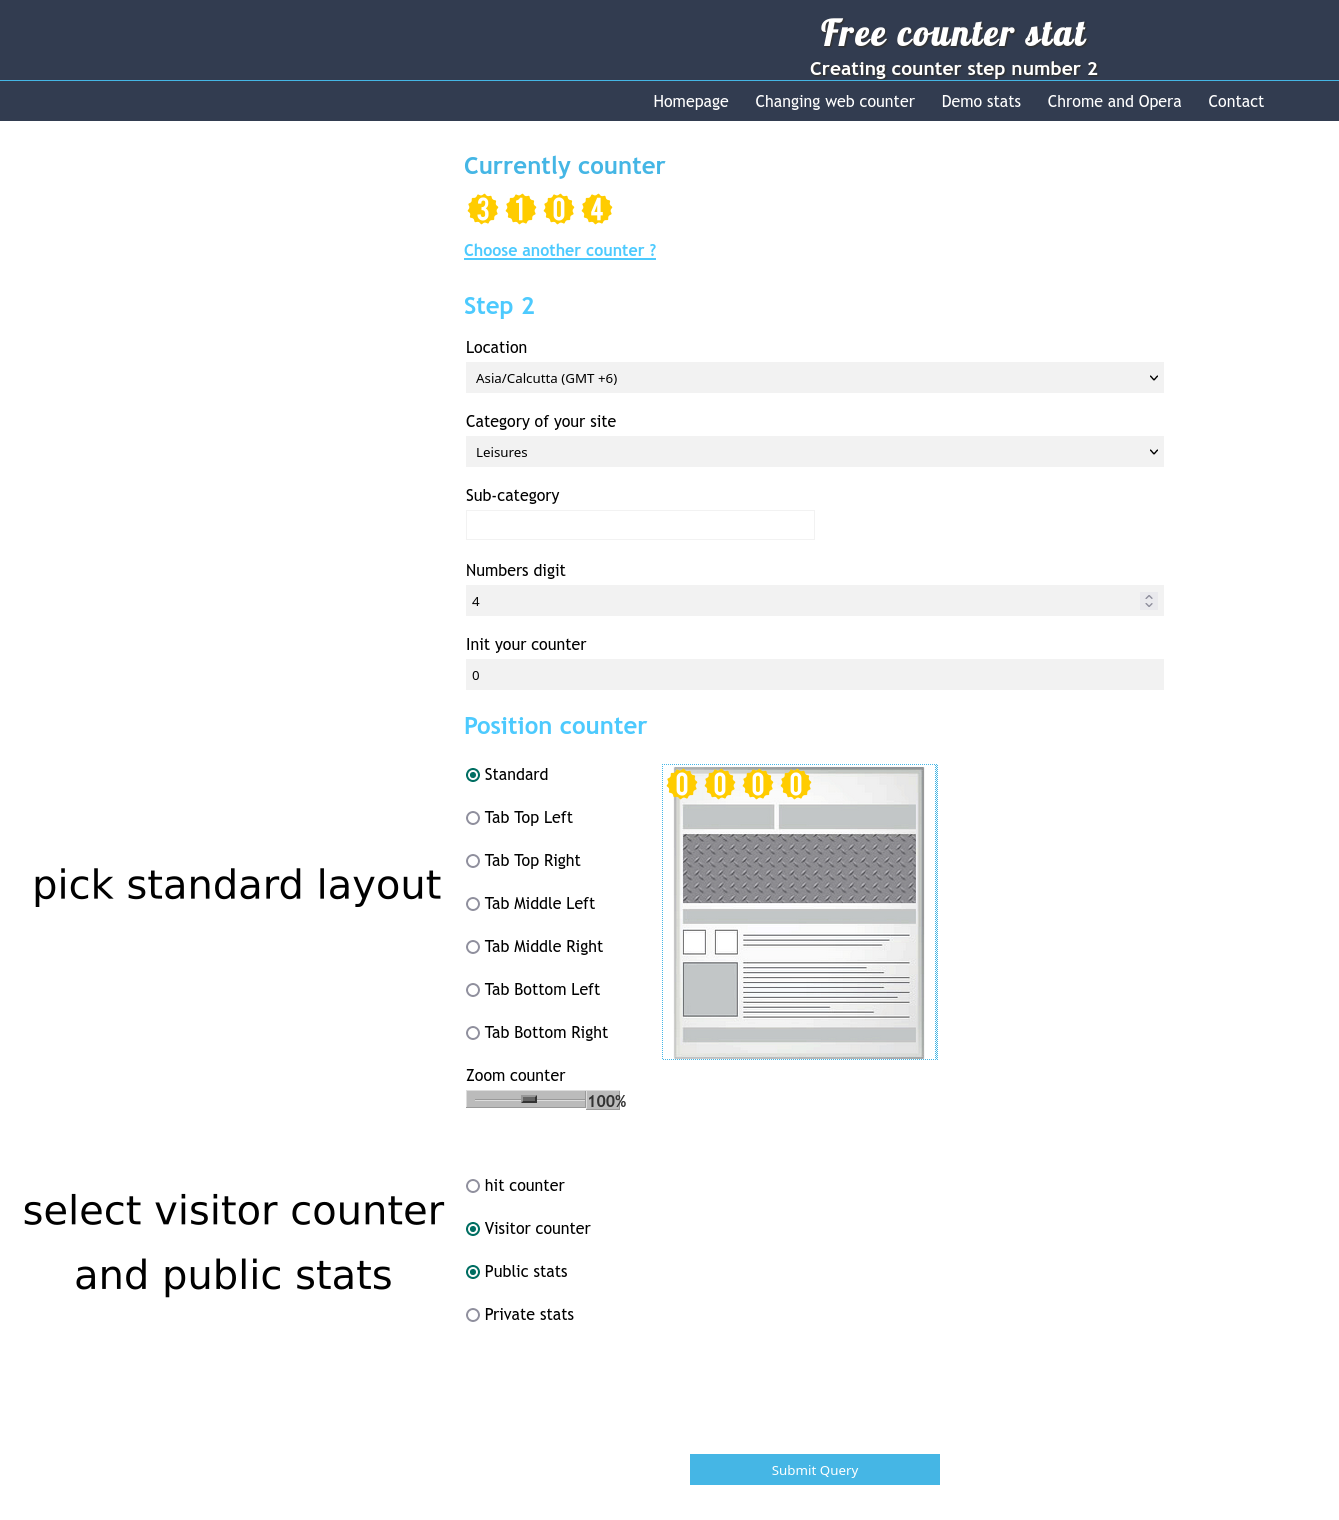 Free counter stat
Creating counter step number 2
Homepage Changing web counter Demo stats Chrome and Opera Contact
Currently counter
3 1 0 4
Choose another counter ?
Step 2
Location
Asia/Calcutta (GMT +6)
Category of your site
Leisures
Sub-category
Numbers digit
4
Init your counter
0
Position counter
Standard
0 0 0 0
Tab Top Left
Tab Top Right
pick standard layout
Tab Middle Left
Tab Middle Right
Tab Bottom Left
Tab Bottom Right
Zoom counter
100%
hit counter
select visitor counter
Visitor counter
and public stats
Public stats
Private stats
Submit Query